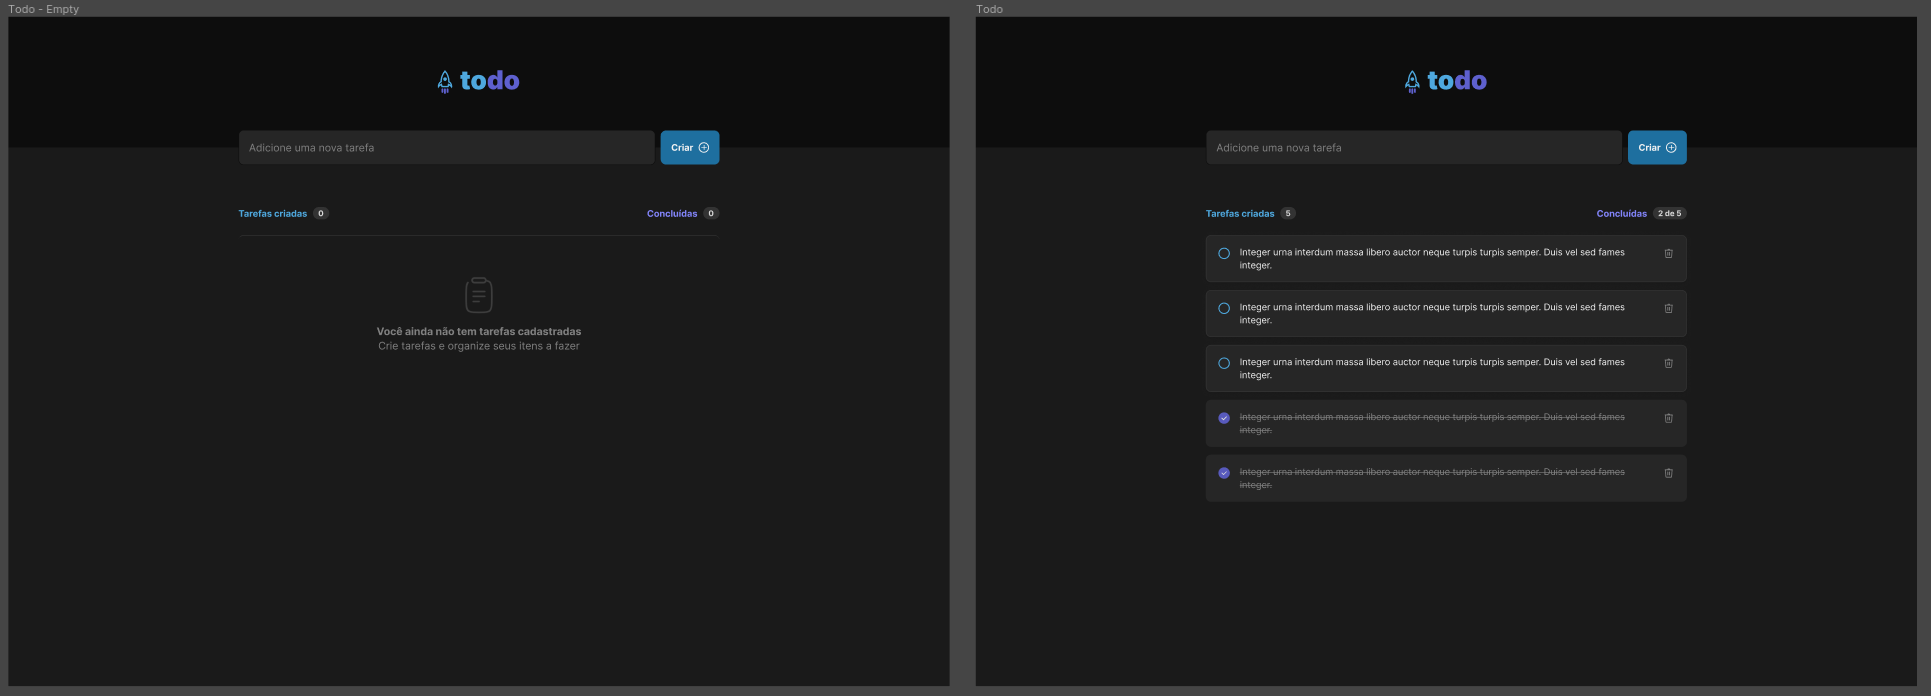 Todo - Empty
todo
Adicione uma nova tarefa
Criar
Tarefas criadas 0
Concluídas 0
Você ainda não tem tarefas cadastradas
Crie tarefas e organize seus itens a fazer
Todo
todo
Adicione uma nova tarefa
Criar
Tarefas criadas 5
Concluídas 2 de 5
Integer urna interdum massa libero auctor neque turpis turpis semper. Duis vel sed fames
integer.
Integer urna interdum massa libero auctor neque turpis turpis semper. Duis vel sed fames
integer.
Integer urna interdum massa libero auctor neque turpis turpis semper. Duis vel sed fames
integer.
Integer urna interdum massa libero auctor neque turpis turpis semper. Duis vel sed fames
integer.
Integer urna interdum massa libero auctor neque turpis turpis semper. Duis vel sed fames
integer.